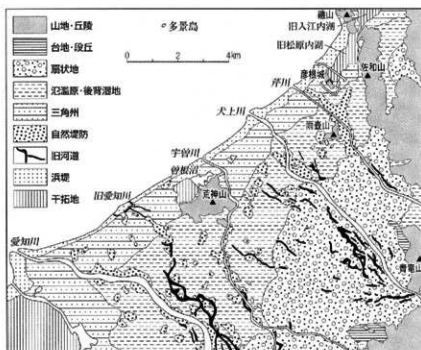 山地・丘陵
台地・段丘
扇状地
氾濫原・後背湿地
三角州
自然堤防
旧河道
浜堤
干拓地
多景島
0 2 4km
磯山
旧入江内湖
旧松原内湖
彦根城
佐和山
芹川
犬上川
雨壺山
宇曽川
曽根沼
荒神山
旧愛知川
愛知川
青竜山